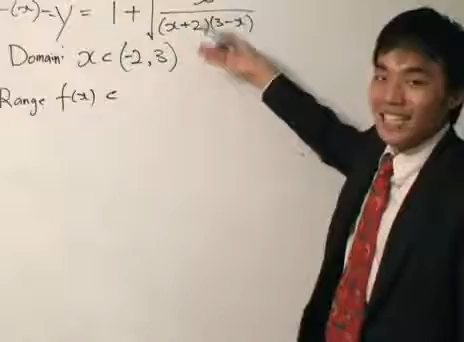 (x) = y = 1 + √ / (x+2)(3-x)
Domain: x ∈ (-2, 3)
Range f(x) ∈